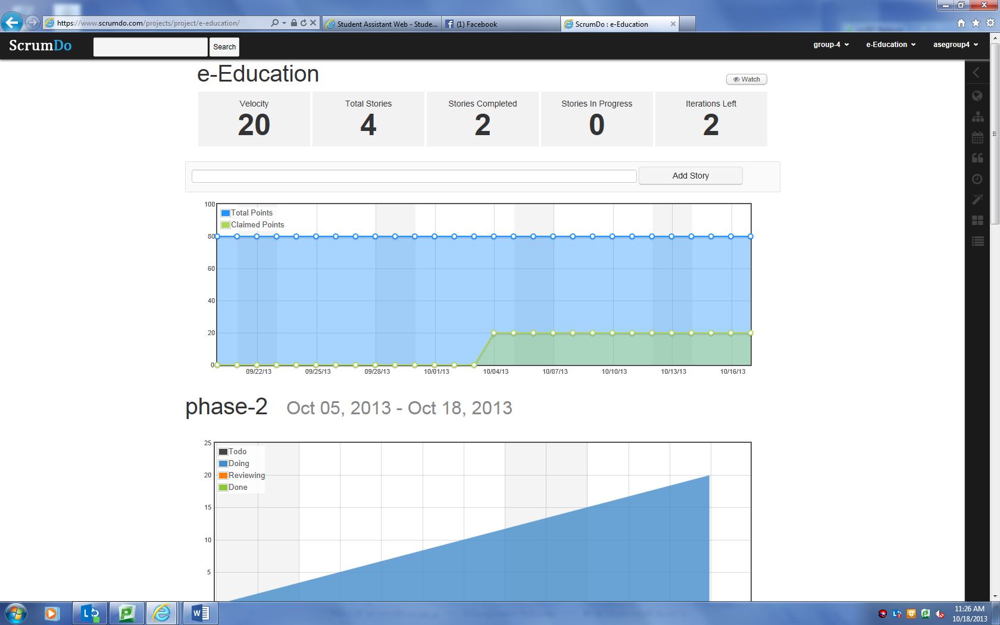 https://www.scrumdo.com/projects/project/e-education/
Student Assistant Web - Stude...
(1) Facebook
ScrumDo : e-Education
ScrumDo
Search
group-4
e-Education
asegroup4
e-Education
Watch
Velocity
20
Total Stories
4
Stories Completed
2
Stories In Progress
0
Iterations Left
2
Add Story
Total Points
Claimed Points
100
80
60
40
20
0
09/22/13
09/25/13
09/28/13
10/01/13
10/04/13
10/07/13
10/10/13
10/13/13
10/16/13
phase-2 Oct 05, 2013 - Oct 18, 2013
Todo
Doing
Reviewing
Done
25
20
15
10
5
11:26 AM
10/18/2013